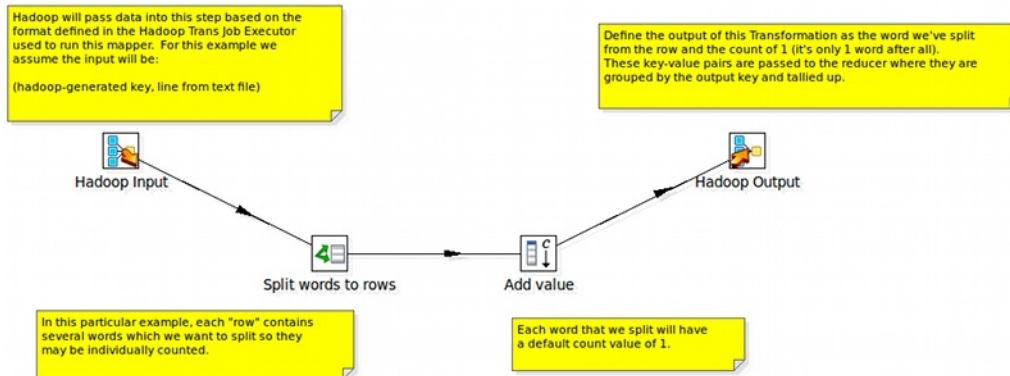 Hadoop will pass data into this step based on the
format defined in the Hadoop Trans Job Executor
used to run this mapper. For this example we
assume the input will be:
(hadoop-generated key, line from text file)
Define the output of this Transformation as the word we've split
from the row and the count of 1 (it's only 1 word after all).
These key-value pairs are passed to the reducer where they are
grouped by the output key and tallied up.
Hadoop Input
Hadoop Output
C
Split words to rows
Add value
In this particular example, each "row" contains
several words which we want to split so they
may be individually counted.
Each word that we split will have
a default count value of 1.